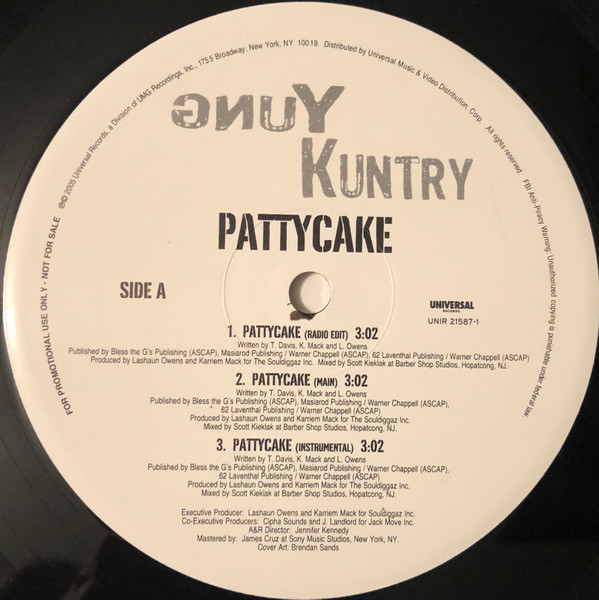 ℗© 2005 Universal Records, a Division of UMG Recordings, Inc., 1755 Broadway, New York, NY 10019. Distributed by Universal Music & Video Distribution, Corp. All rights reserved. FBI Anti-Piracy Warning: Unauthorized copying is punishable under federal law.
FOR PROMOTIONAL USE ONLY - NOT FOR SALE
YUNG
KUNTRY
PATTYCAKE
SIDE A
UNIVERSAL
RECORDS
UNIR 21587-1
1. PATTYCAKE (RADIO EDIT) 3:02
Written by T. Davis, K. Mack and L. Owens
Published by Bless the G's Publishing (ASCAP), Masiarod Publishing / Warner Chappell (ASCAP), 62 Laventhal Publishing / Warner Chappell (ASCAP)
Produced by Lashaun Owens and Karriem Mack for The Souldiggaz Inc. Mixed by Scott Kieklak at Barber Shop Studios, Hopatcong, NJ.
2. PATTYCAKE (MAIN) 3:02
Written by T. Davis, K. Mack and L. Owens
Published by Bless the G's Publishing (ASCAP), Masiarod Publishing / Warner Chappell (ASCAP),
62 Laventhal Publishing / Warner Chappell (ASCAP)
Produced by Lashaun Owens and Karriem Mack for The Souldiggaz Inc.
Mixed by Scott Kieklak at Barber Shop Studios, Hopatcong, NJ.
3. PATTYCAKE (INSTRUMENTAL) 3:02
Written by T. Davis, K. Mack and L. Owens
Published by Bless the G's Publishing (ASCAP), Masiarod Publishing / Warner Chappell (ASCAP),
62 Laventhal Publishing / Warner Chappell (ASCAP)
Produced by Lashaun Owens and Karriem Mack for The Souldiggaz Inc.
Mixed by Scott Kieklak at Barber Shop Studios, Hopatcong, NJ.
Executive Producer: Lashaun Owens and Karriem Mack for Souldiggaz Inc.
Co-Executive Producers: Cipha Sounds and J. Landlord for Jack Move Inc.
A&R Director: Jennifer Kennedy
Mastered by: James Cruz at Sony Music Studios, New York, NY.
Cover Art: Brendan Sands